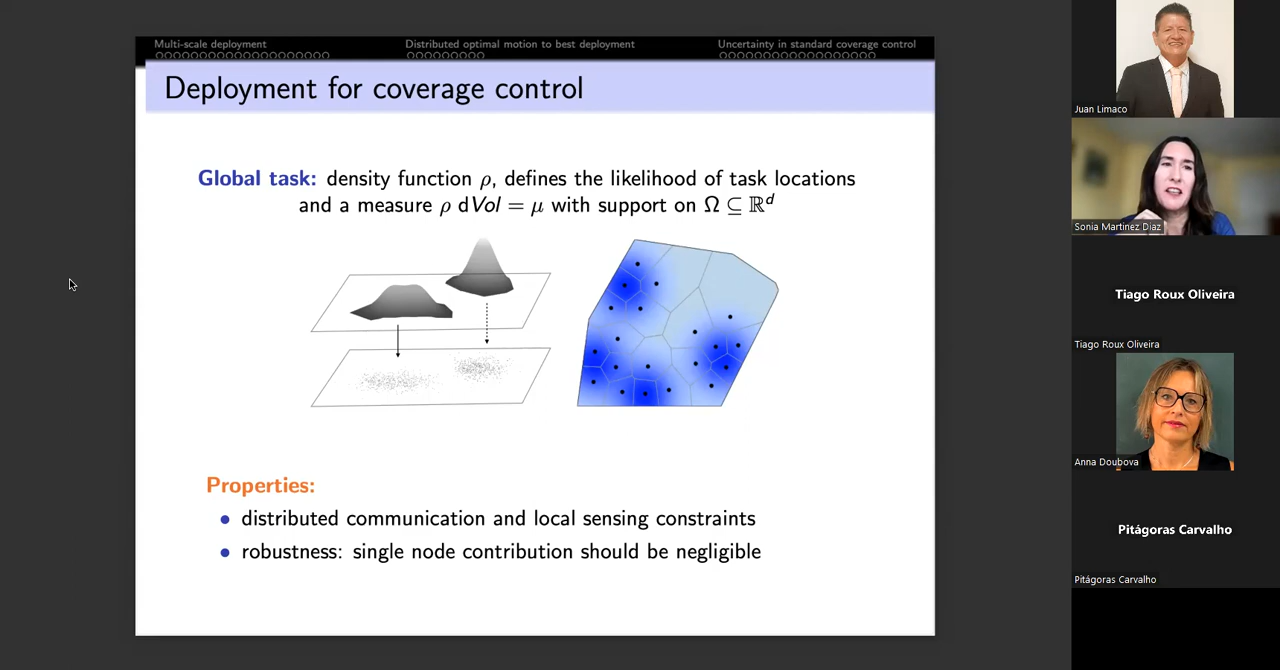 Multi-scale deployment
Distributed optimal motion to best deployment
Uncertainty in standard coverage control
Deployment for coverage control
Global task: density function ρ, defines the likelihood of task locations
and a measure ρ dVol = μ with support on Ω ⊆ ℝᵈ
Properties:
distributed communication and local sensing constraints
robustness: single node contribution should be negligible
Juan Limaco
Sonia Martinez Diaz
Tiago Roux Oliveira
Tiago Roux Oliveira
Anna Doubova
Pitágoras Carvalho
Pitágoras Carvalho